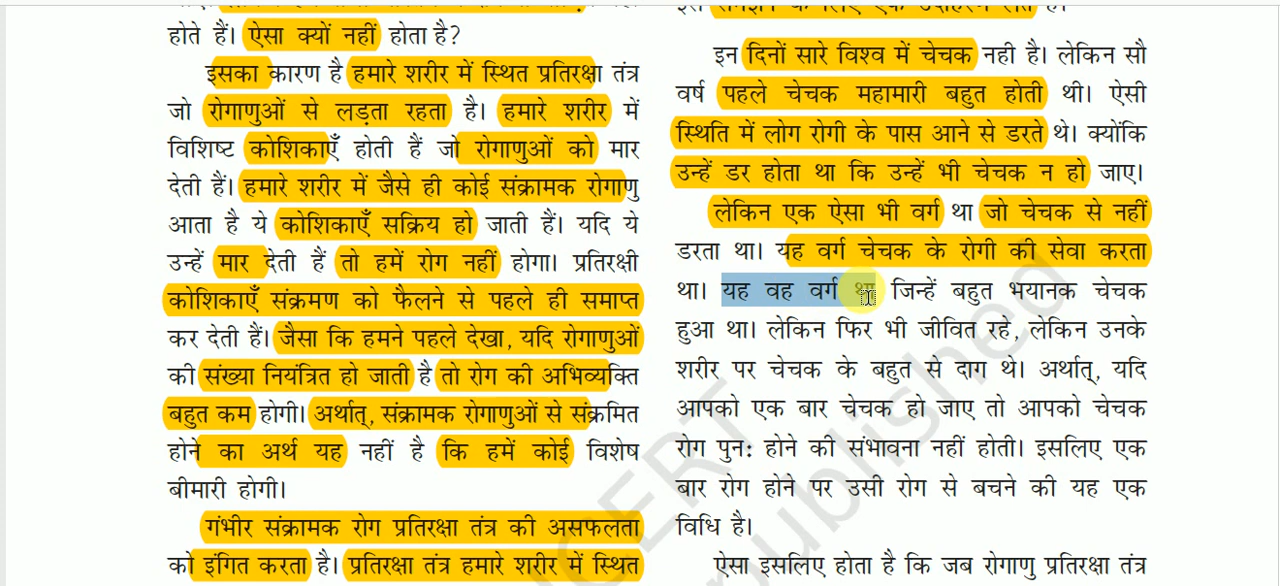 होते हैं। ऐसा क्यों नहीं होता है?
इसका कारण है हमारे शरीर में स्थित प्रतिरक्षा तंत्र
जो रोगाणुओं से लड़ता रहता है। हमारे शरीर में
विशिष्ट कोशिकाएँ होती हैं जो रोगाणुओं को मार
देती हैं। हमारे शरीर में जैसे ही कोई संक्रामक रोगाणु
आता है ये कोशिकाएँ सक्रिय हो जाती हैं। यदि ये
उन्हें मार देती हैं तो हमें रोग नहीं होगा। प्रतिरक्षी
कोशिकाएँ संक्रमण को फैलने से पहले ही समाप्त
कर देती हैं। जैसा कि हमने पहले देखा, यदि रोगाणुओं
की संख्या नियंत्रित हो जाती है तो रोग की अभिव्यक्ति
बहुत कम होगी। अर्थात्, संक्रामक रोगाणुओं से संक्रमित
होने का अर्थ यह नहीं है कि हमें कोई विशेष
बीमारी होगी।
गंभीर संक्रामक रोग प्रतिरक्षा तंत्र की असफलता
को इंगित करता है। प्रतिरक्षा तंत्र हमारे शरीर में स्थित
इसे समझने के लिए एक उदाहरण लेते हैं।
इन दिनों सारे विश्व में चेचक नही है। लेकिन सौ
वर्ष पहले चेचक महामारी बहुत होती थी। ऐसी
स्थिति में लोग रोगी के पास आने से डरते थे। क्योंकि
उन्हें डर होता था कि उन्हें भी चेचक न हो जाए।
लेकिन एक ऐसा भी वर्ग था जो चेचक से नहीं
डरता था। यह वर्ग चेचक के रोगी की सेवा करता
था। यह वह वर्ग था जिन्हें बहुत भयानक चेचक
हुआ था। लेकिन फिर भी जीवित रहे, लेकिन उनके
शरीर पर चेचक के बहुत से दाग थे। अर्थात्, यदि
आपको एक बार चेचक हो जाए तो आपको चेचक
रोग पुन: होने की संभावना नहीं होती। इसलिए एक
बार रोग होने पर उसी रोग से बचने की यह एक
विधि है।
ऐसा इसलिए होता है कि जब रोगाणु प्रतिरक्षा तंत्र